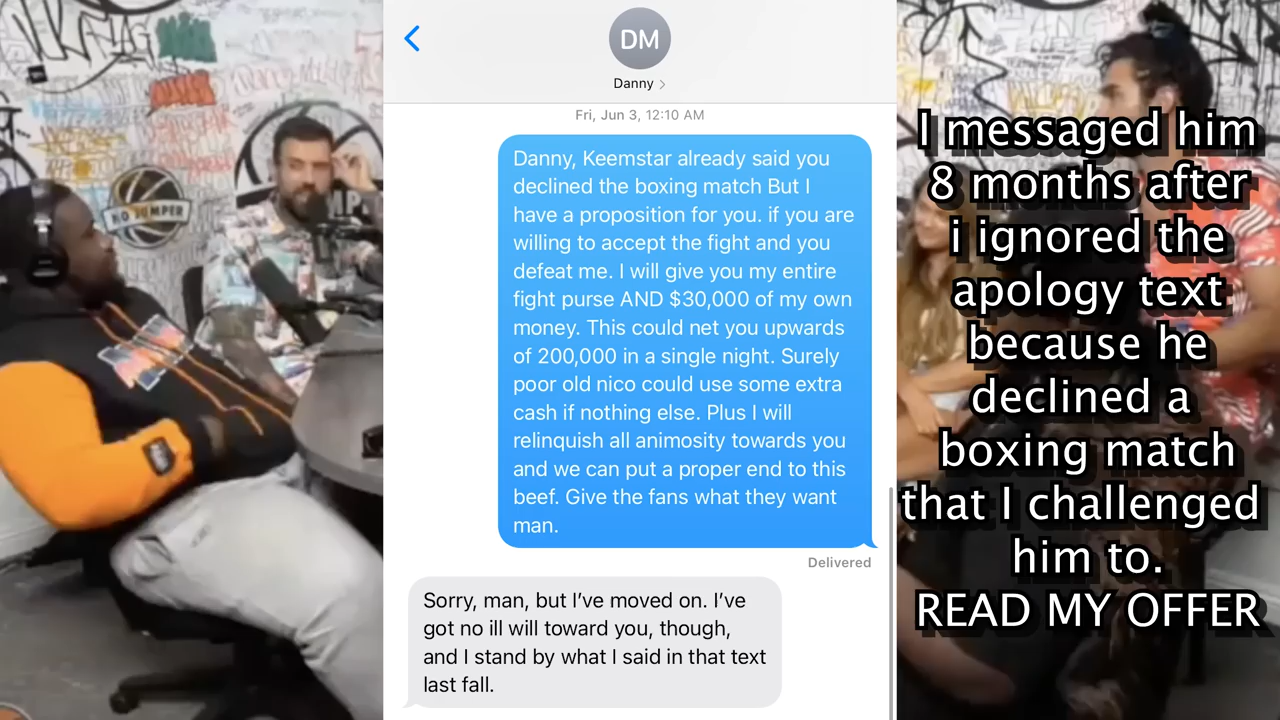 DM
Danny
Fri, Jun 3, 12:10 AM
Danny, Keemstar already said you
declined the boxing match But I
have a proposition for you. if you are
willing to accept the fight and you
defeat me. I will give you my entire
fight purse AND $30,000 of my own
money. This could net you upwards
of 200,000 in a single night. Surely
poor old nico could use some extra
cash if nothing else. Plus I will
relinquish all animosity towards you
and we can put a proper end to this
beef. Give the fans what they want
man.
Delivered
Sorry, man, but I’ve moved on. I’ve
got no ill will toward you, though,
and I stand by what I said in that text
last fall.
I messaged him
8 months after
i ignored the
apology text
because he
declined a
boxing match
that I challenged
him to.
READ MY OFFER
NO JUMPER